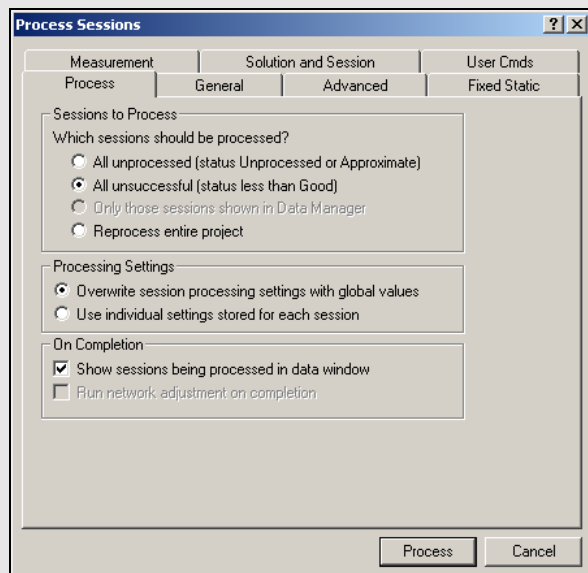 Process Sessions
Measurement Solution and Session User Cmds
Process General Advanced Fixed Static
Sessions to Process
Which sessions should be processed?
All unprocessed (status Unprocessed or Approximate)
All unsuccessful (status less than Good)
Only those sessions shown in Data Manager
Reprocess entire project
Processing Settings
Overwrite session processing settings with global values
Use individual settings stored for each session
On Completion
Show sessions being processed in data window
Run network adjustment on completion
Process Cancel